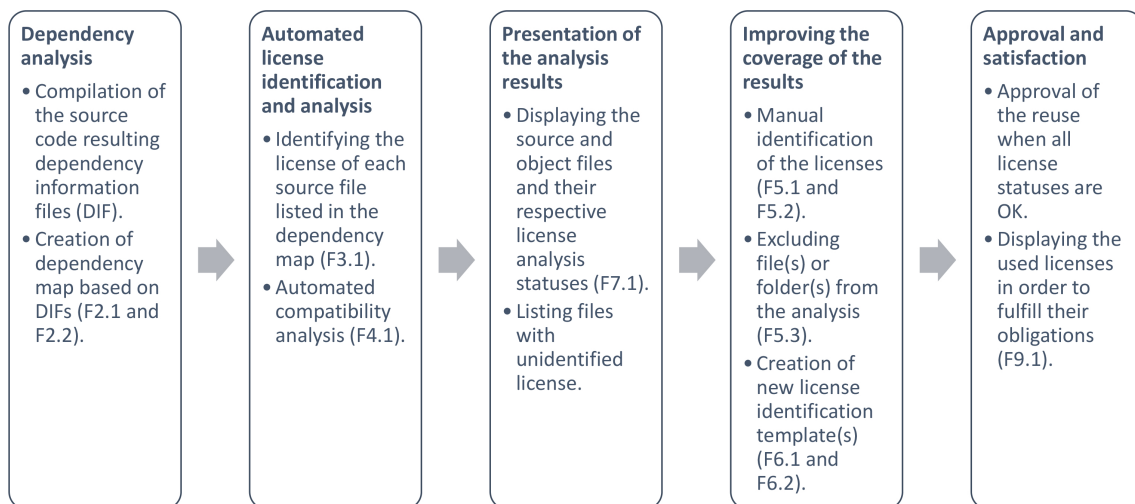 Dependency
analysis
• Compilation of
the source
code resulting
dependency
information
files (DIF).
• Creation of
dependency
map based on
DIFs (F2.1 and
F2.2).
Automated
license
identification
and analysis
• Identifying the
license of each
source file
listed in the
dependency
map (F3.1).
• Automated
compatibility
analysis (F4.1).
Presentation of
the analysis
results
• Displaying the
source and
object files
and their
respective
license
analysis
statuses (F7.1).
• Listing files
with
unidentified
license.
Improving the
coverage of the
results
• Manual
identification
of the licenses
(F5.1 and
F5.2).
• Excluding
file(s) or
folder(s) from
the analysis
(F5.3).
• Creation of
new license
identification
template(s)
(F6.1 and
F6.2).
Approval and
satisfaction
• Approval of
the reuse
when all
license
statuses are
OK.
• Displaying the
used licenses
in order to
fulfill their
obligations
(F9.1).